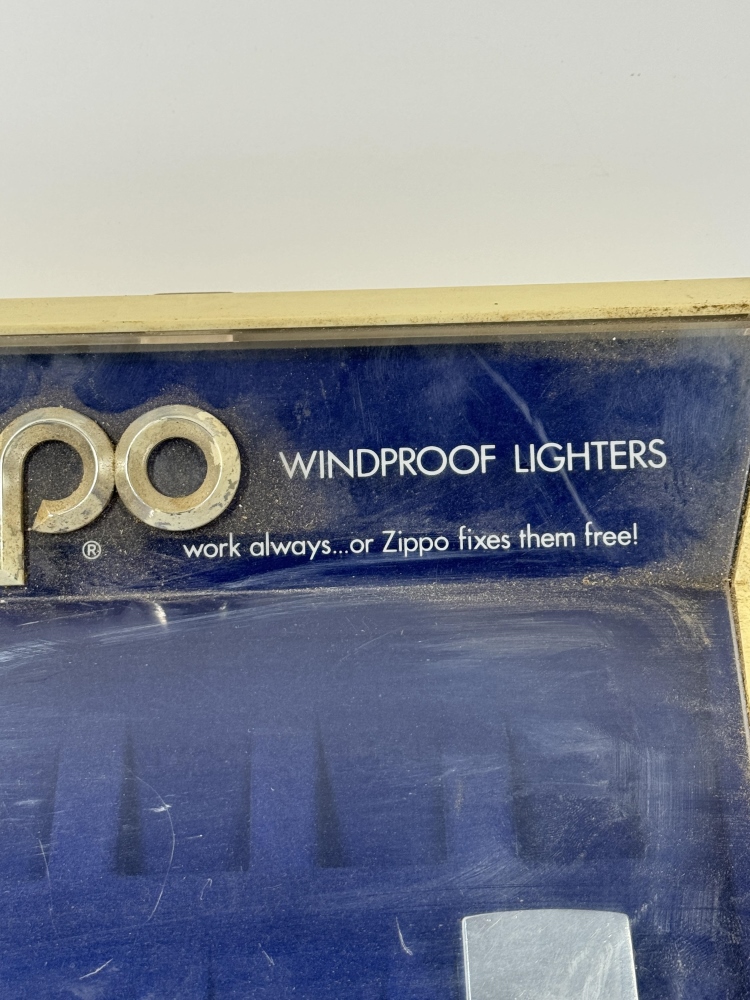 po WINDPROOF LIGHTERS
® work always...or Zippo fixes them free!